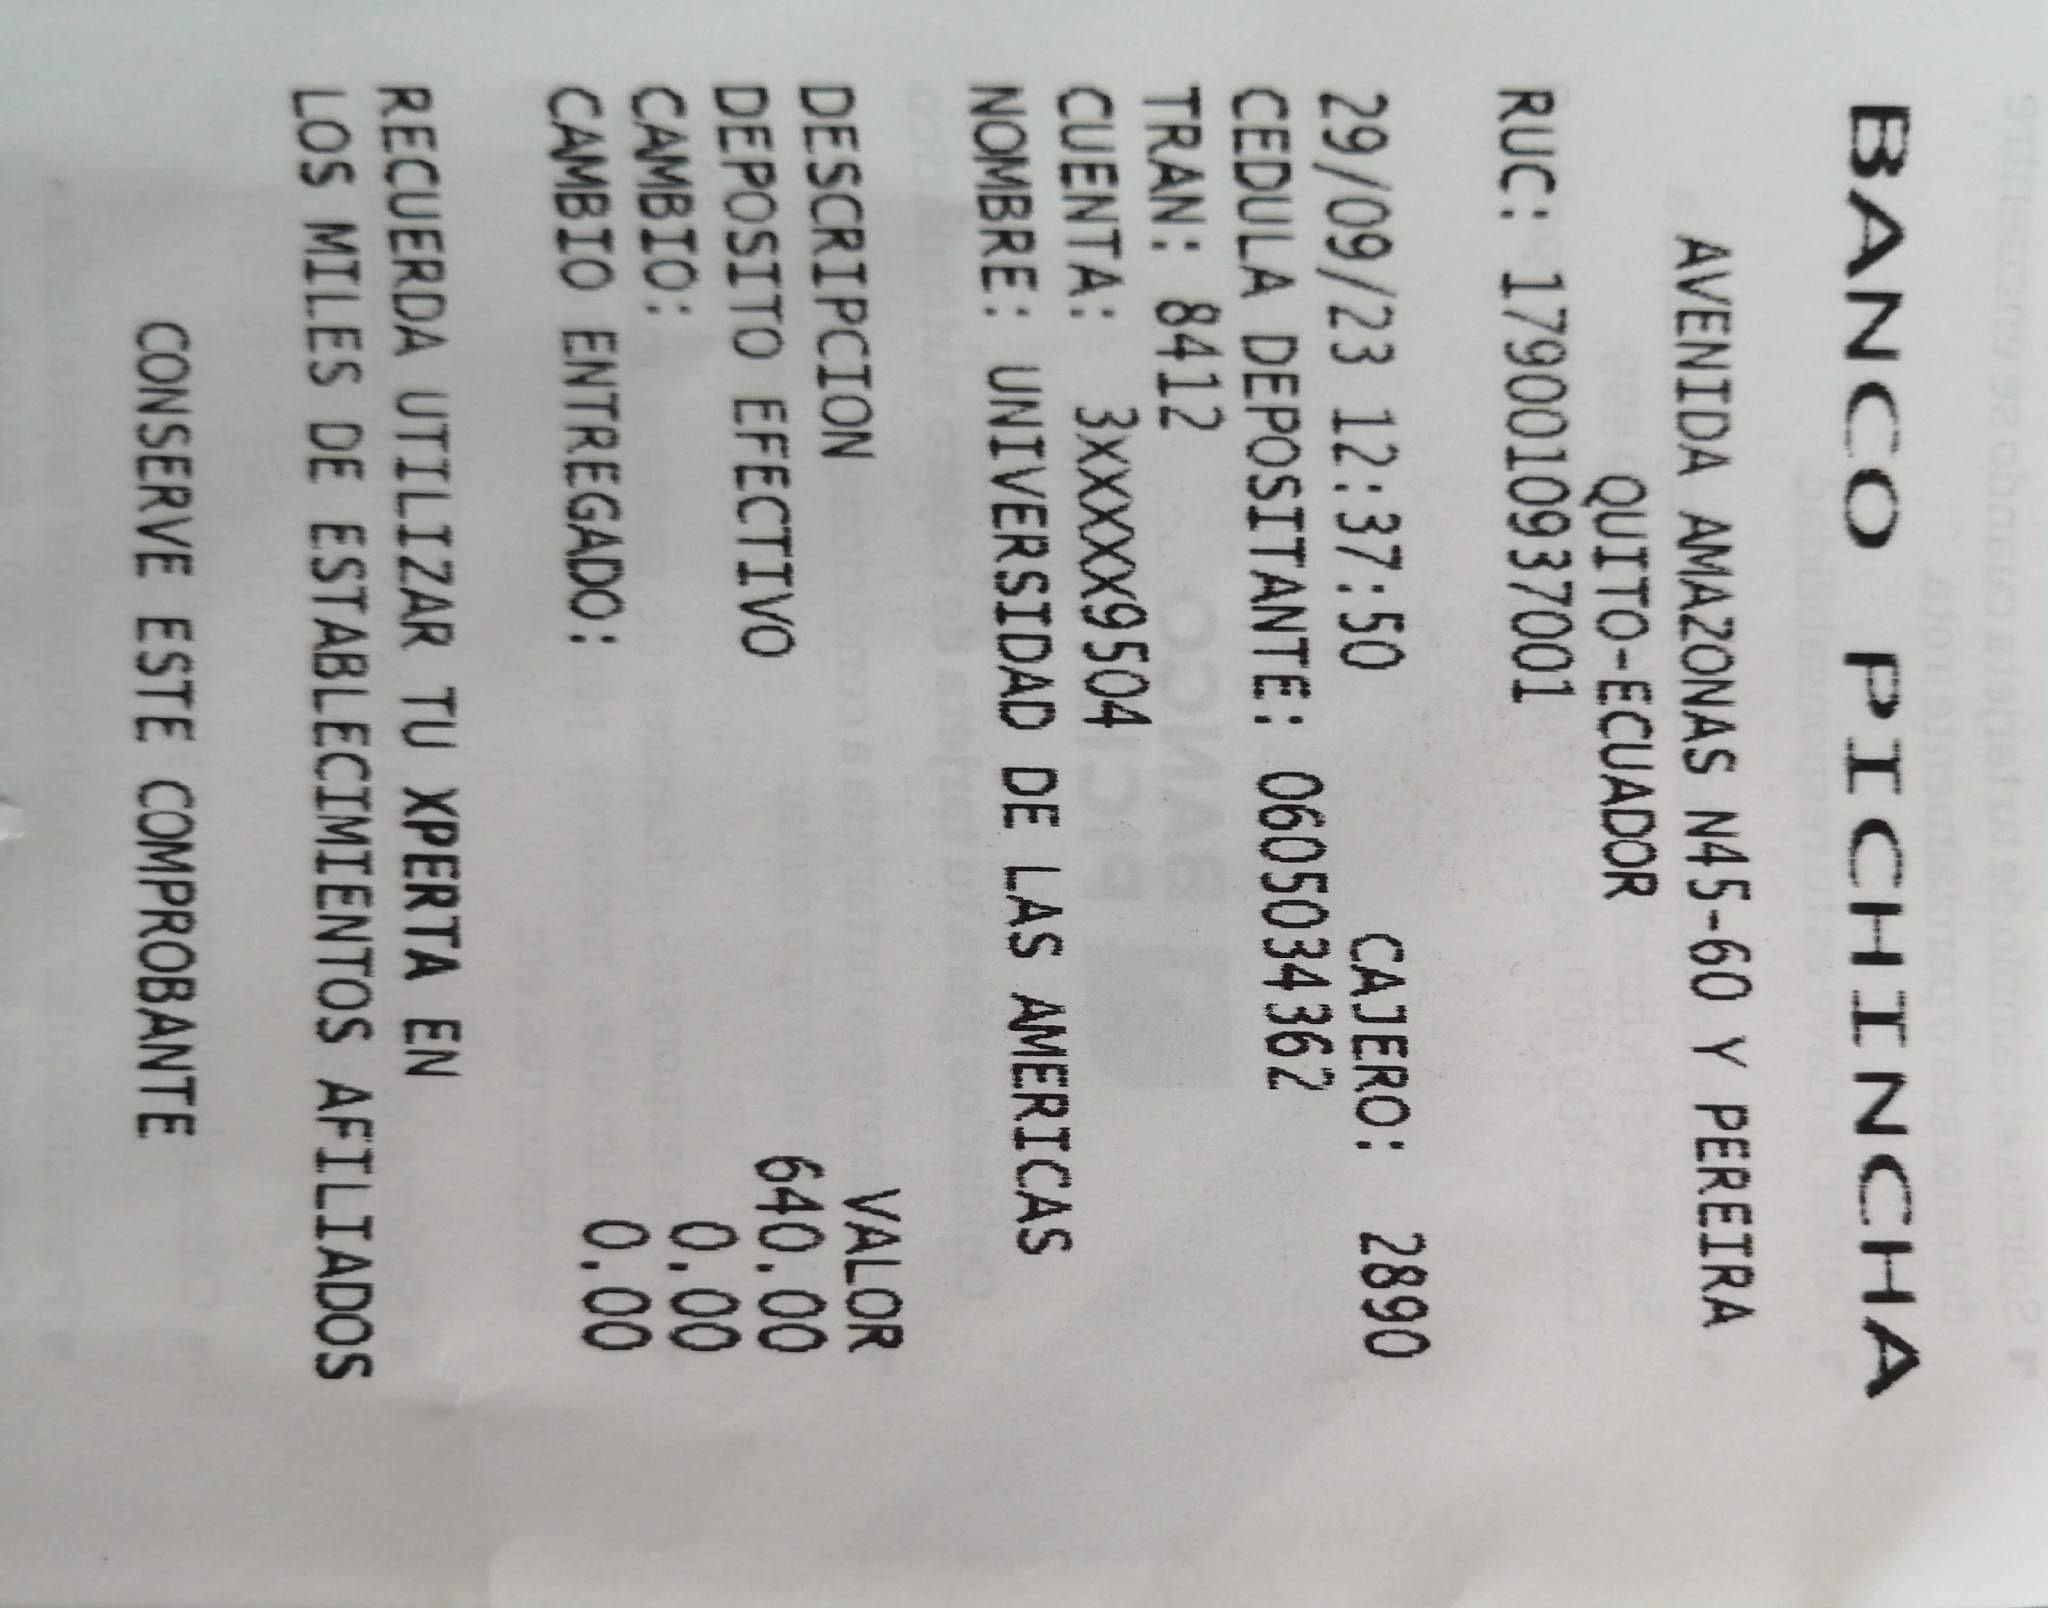 BANCO PICHINCHA
AVENIDA AMAZONAS N45-60 Y PEREIRA
QUITO-ECUADOR
RUC: 1790010937001
29/09/23 12:37:50 CAJERO: 2890
CEDULA DEPOSITANTE: 0605034362
TRAN: 8412
CUENTA: 3XXXXX9504
NOMBRE: UNIVERSIDAD DE LAS AMERICAS
DESCRIPCION VALOR
DEPOSITO EFECTIVO 640.00
CAMBIO: 0.00
CAMBIO ENTREGADO: 0.00
RECUERDA UTILIZAR TU XPERTA EN
LOS MILES DE ESTABLECIMIENTOS AFILIADOS
CONSERVE ESTE COMPROBANTE